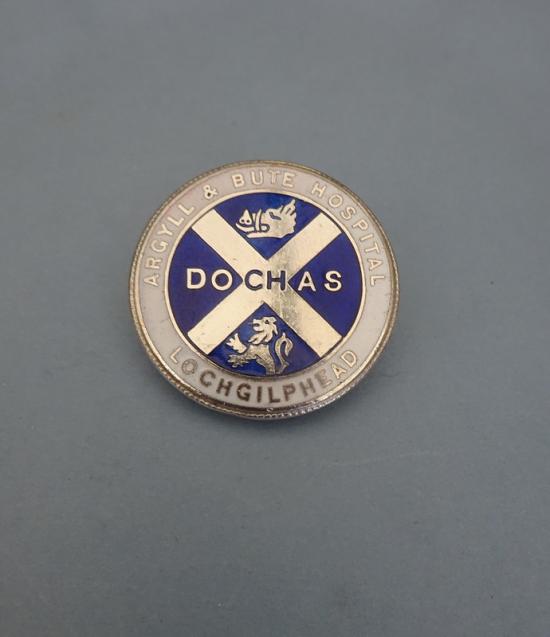 ARGYLL & BUTE HOSPITAL
DOCHAS
LOCHGILPHEAD